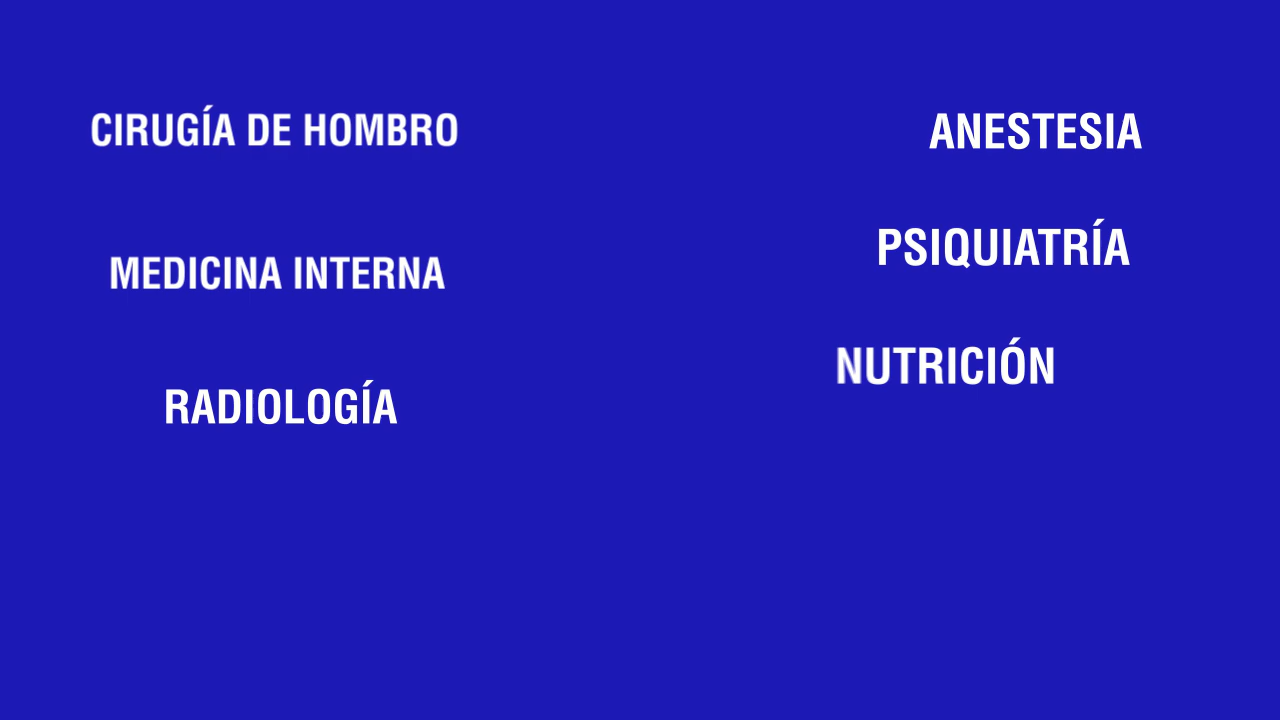 CIRUGÍA DE HOMBRO
ANESTESIA
PSIQUIATRÍA
MEDICINA INTERNA
NUTRICIÓN
RADIOLOGÍA